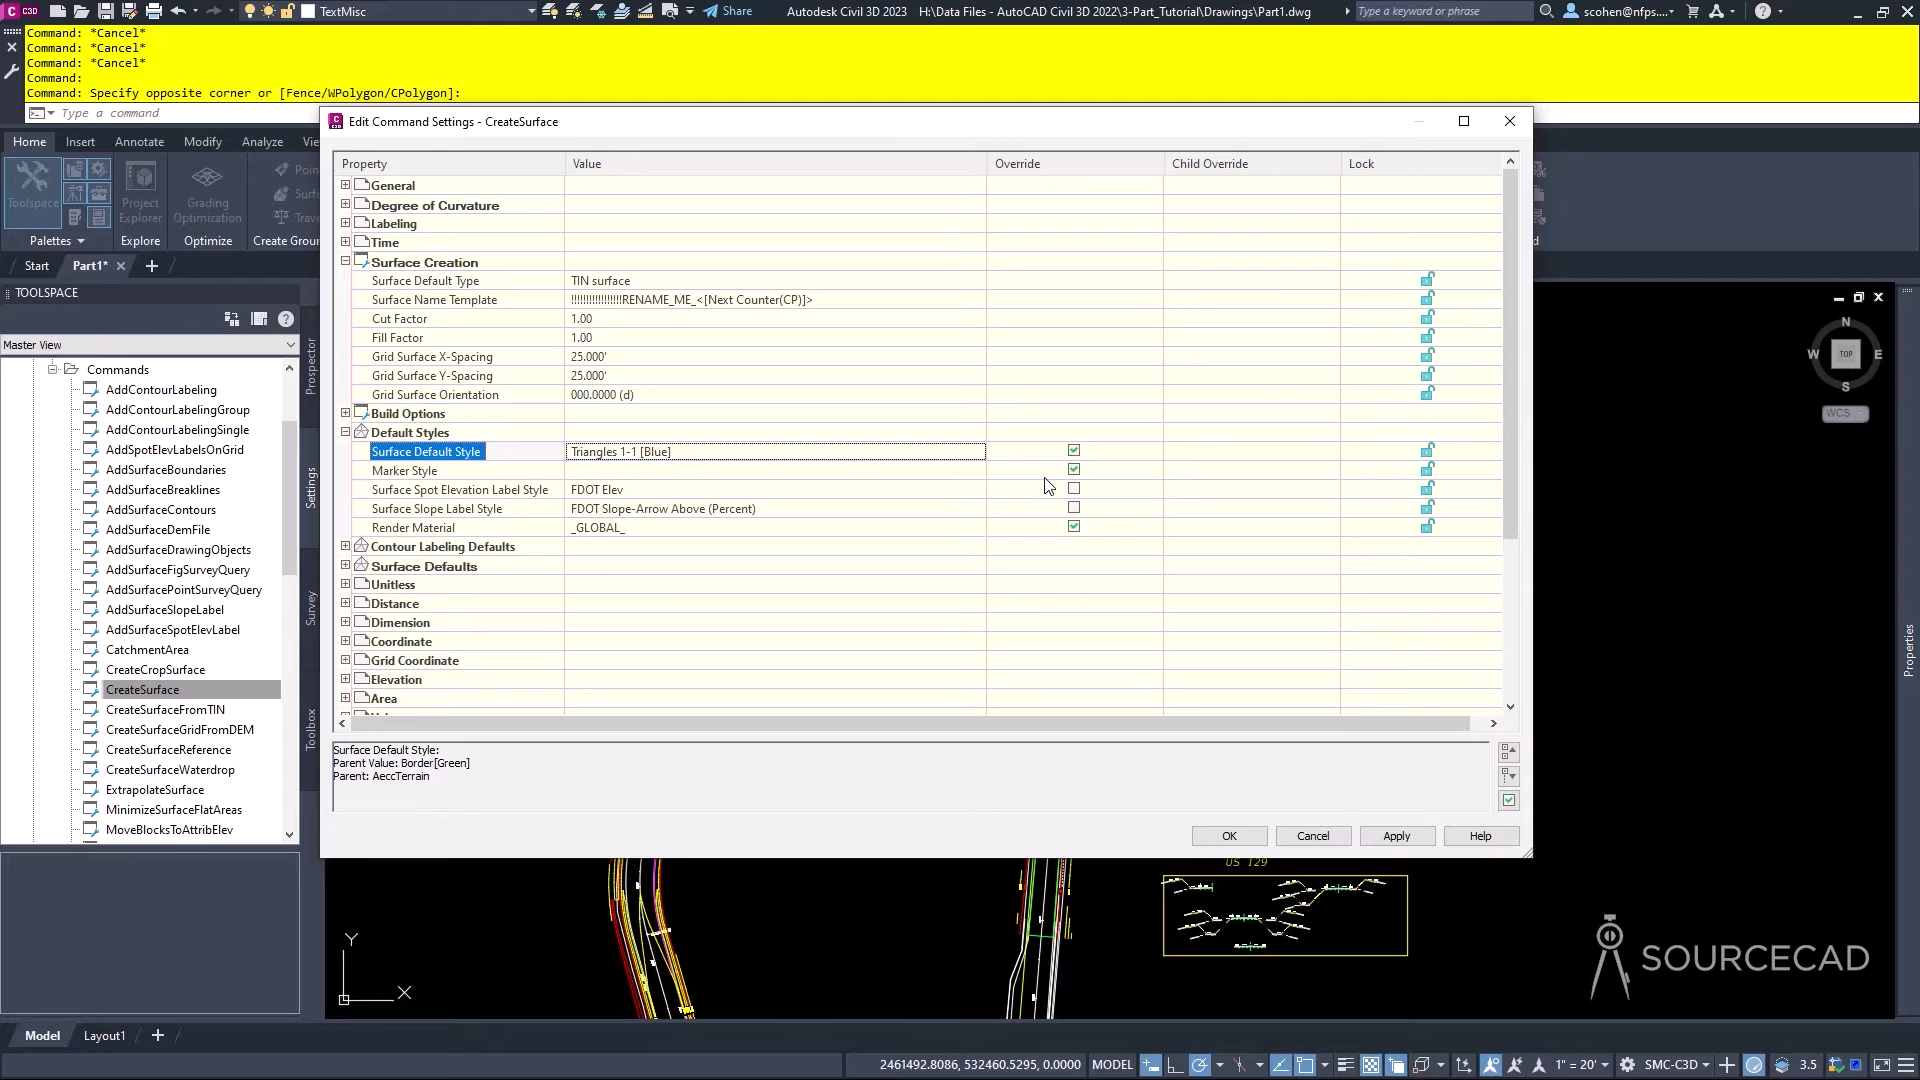 C3D
TextMisc
Share
Autodesk Civil 3D 2023
H:\Data Files - AutoCAD Civil 3D 2022\3-Part_Tutorial\Drawings\Part1.dwg
Type a keyword or phrase
scohen@nfps....
Command: *Cancel*
Command: *Cancel*
Command: *Cancel*
Command:
Command: Specify opposite corner or [Fence/WPolygon/CPolygon]:
Type a command
Home
Insert
Annotate
Modify
Analyze
Toolspace
Project
Explorer
Grading
Optimization
Palettes
Explore
Optimize
Create Groun
Start
Part1*
TOOLSPACE
Master View
Commands
AddContourLabeling
AddContourLabelingGroup
AddContourLabelingSingle
AddSpotElevLabelsOnGrid
AddSurfaceBoundaries
AddSurfaceBreaklines
AddSurfaceContours
AddSurfaceDemFile
AddSurfaceDrawingObjects
AddSurfaceFigSurveyQuery
AddSurfacePointSurveyQuery
AddSurfaceSlopeLabel
AddSurfaceSpotElevLabel
CatchmentArea
CreateCropSurface
CreateSurface
CreateSurfaceFromTIN
CreateSurfaceGridFromDEM
CreateSurfaceReference
CreateSurfaceWaterdrop
ExtrapolateSurface
MinimizeSurfaceFlatAreas
MoveBlocksToAttribElev
Prospector
Settings
Survey
Toolbox
Edit Command Settings - CreateSurface
Property Value Override Child Override Lock
General
Degree of Curvature
Labeling
Time
Surface Creation
Surface Default Type TIN surface
Surface Name Template !!!!!!!!!!!!!!!!!RENAME_ME_<[Next Counter(CP)]>
Cut Factor 1.00
Fill Factor 1.00
Grid Surface X-Spacing 25.000'
Grid Surface Y-Spacing 25.000'
Grid Surface Orientation 000.0000 (d)
Build Options
Default Styles
Surface Default Style Triangles 1-1 [Blue]
Marker Style
Surface Spot Elevation Label Style FDOT Elev
Surface Slope Label Style FDOT Slope-Arrow Above (Percent)
Render Material _GLOBAL_
Contour Labeling Defaults
Surface Defaults
Unitless
Distance
Dimension
Coordinate
Grid Coordinate
Elevation
Area
Surface Default Style:
Parent Value: Border[Green]
Parent: AeccTerrain
OK
Cancel
Apply
Help
N
W
TOP
E
S
WCS
Properties
US 129
Y
X
SOURCECAD
Model
Layout1
2461492.8086, 532460.5295, 0.0000
MODEL
1" = 20'
SMC-C3D
3.5